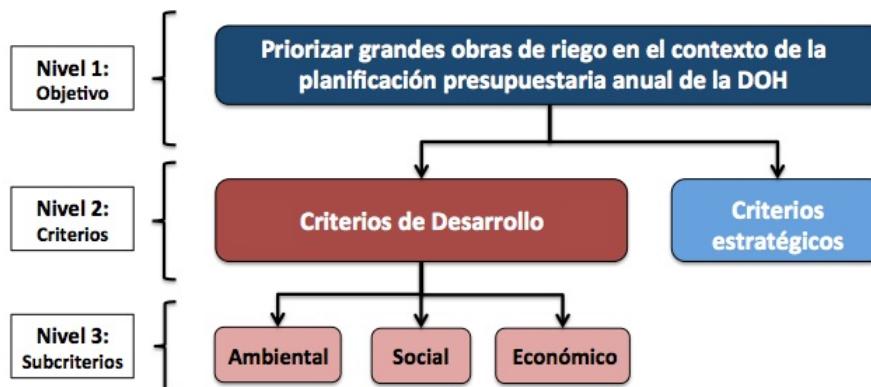 Nivel 1:
Objetivo
Priorizar grandes obras de riego en el contexto de la
planificación presupuestaria anual de la DOH
Nivel 2:
Criterios
Criterios de Desarrollo
Criterios
estratégicos
Nivel 3:
Subcriterios
Ambiental
Social
Económico